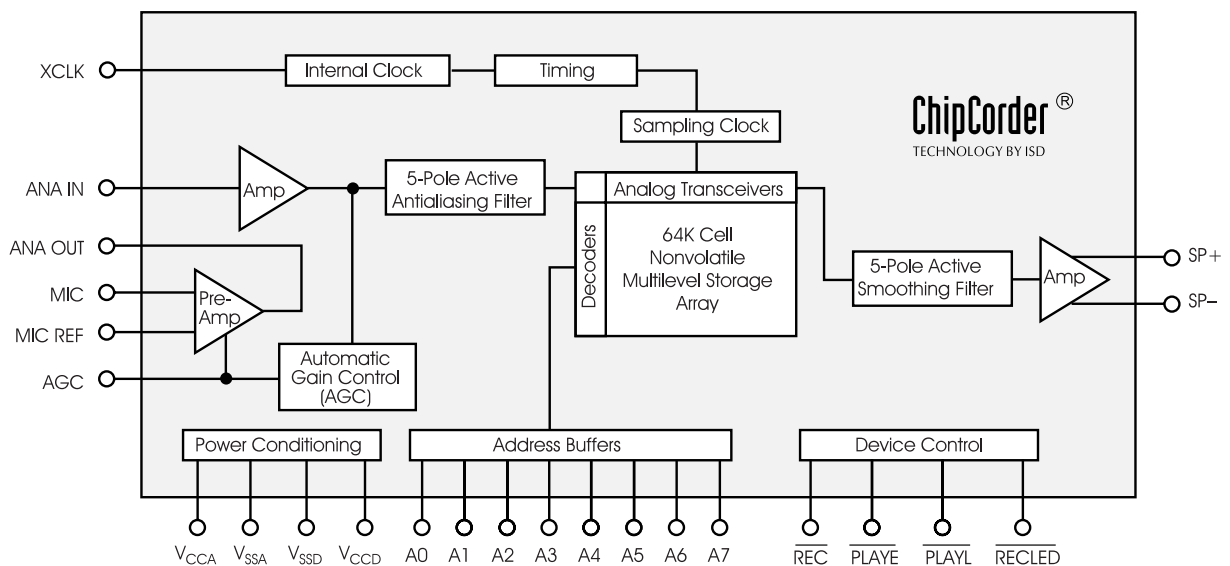 XCLK
Internal Clock
Timing
ChipCorder ®
TECHNOLOGY BY ISD
Sampling Clock
ANA IN
Amp
5-Pole Active
Antialiasing Filter
Analog Transceivers
Decoders
64K Cell
Nonvolatile
Multilevel Storage
Array
ANA OUT
MIC
Pre-
Amp
MIC REF
5-Pole Active
Smoothing Filter
Amp
SP+
SP–
AGC
Automatic
Gain Control
(AGC)
Power Conditioning
Address Buffers
Device Control
VCCA VSSA VSSD VCCD A0 A1 A2 A3 A4 A5 A6 A7 REC PLAYE PLAYL RECLED